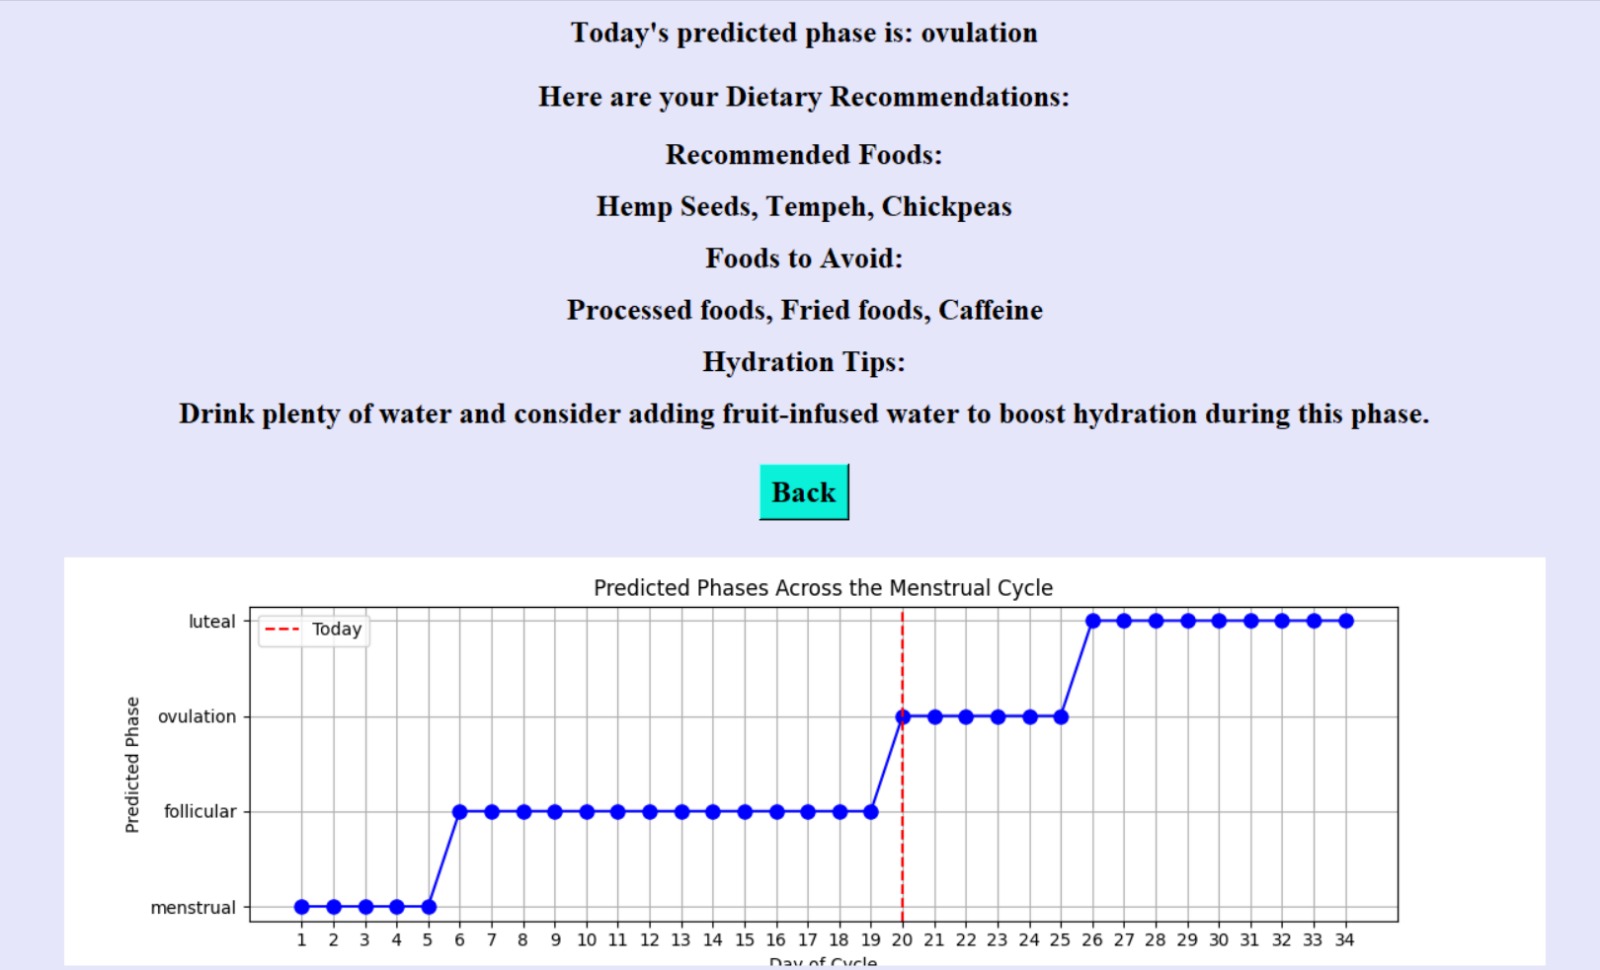 Today's predicted phase is: ovulation
Here are your Dietary Recommendations:
Recommended Foods:
Hemp Seeds, Tempeh, Chickpeas
Foods to Avoid:
Processed foods, Fried foods, Caffeine
Hydration Tips:
Drink plenty of water and consider adding fruit-infused water to boost hydration during this phase.
Back
Predicted Phases Across the Menstrual Cycle
Today
Predicted Phase
luteal
ovulation
follicular
menstrual
1 2 3 4 5 6 7 8 9 10 11 12 13 14 15 16 17 18 19 20 21 22 23 24 25 26 27 28 29 30 31 32 33 34
Day of Cycle